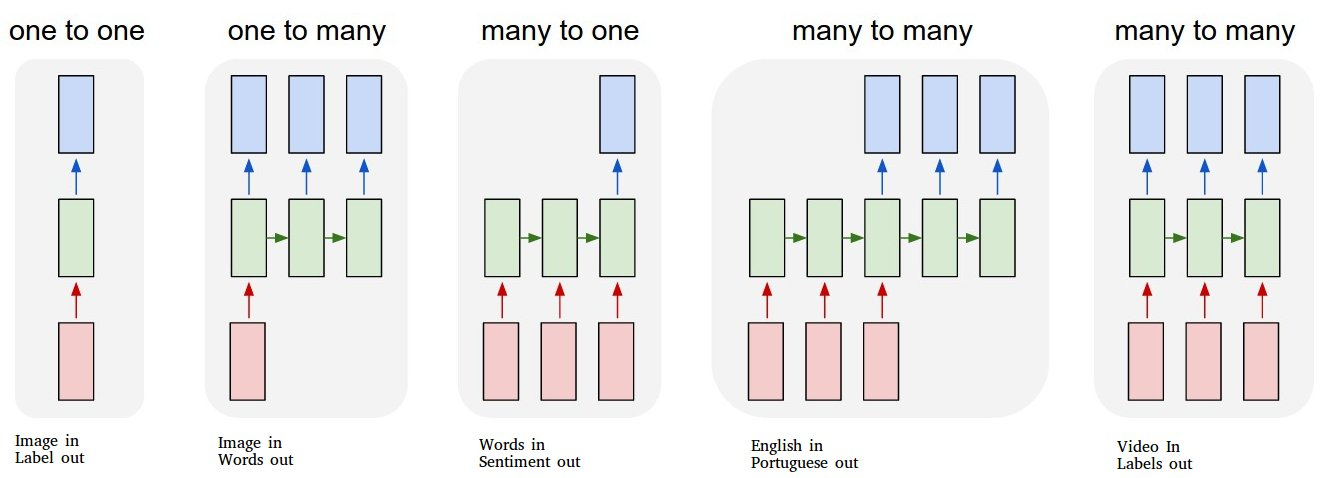 one to one
one to many
many to one
many to many
many to many
Image in
Label out
Image in
Words out
Words in
Sentiment out
English in
Portuguese out
Video In
Labels out